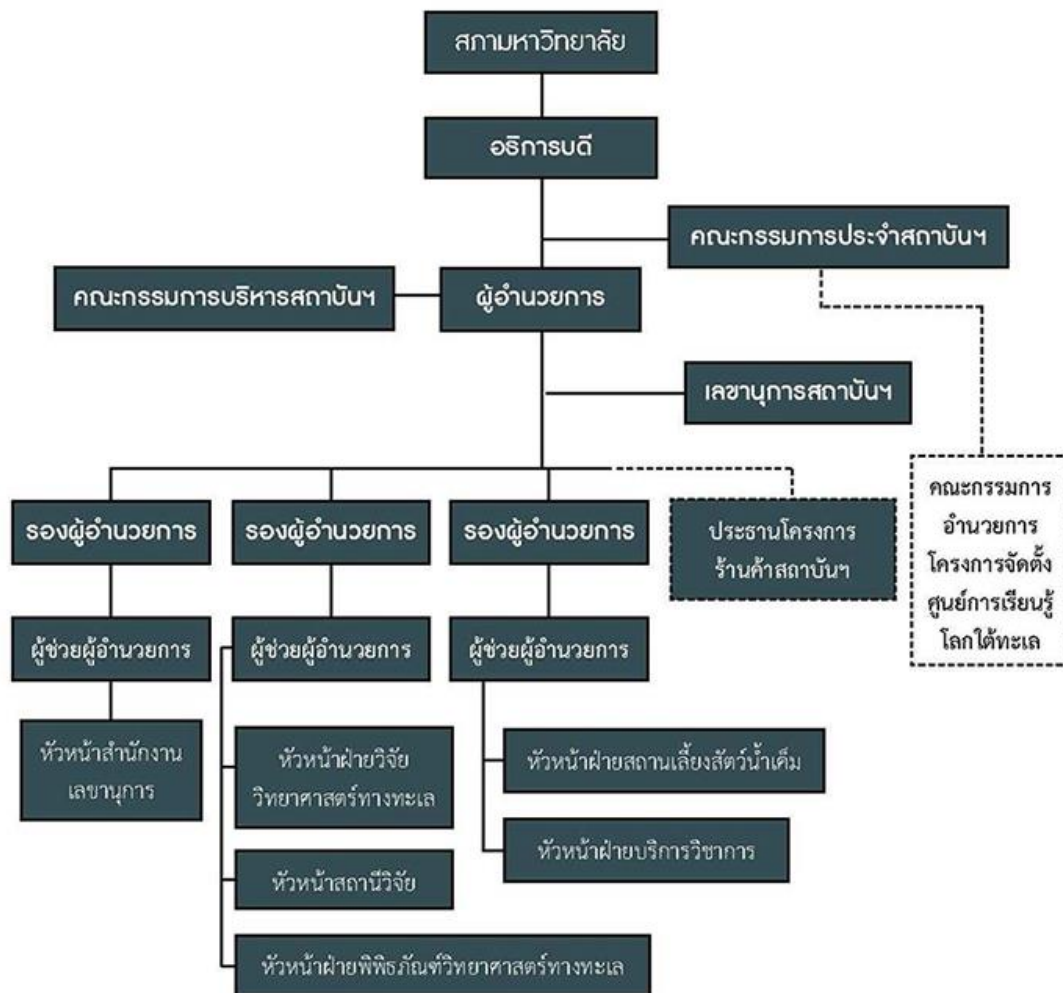 สภามหาวิทยาลัย
อธิการบดี
คณะกรรมการประจำสถาบันฯ
คณะกรรมการบริหารสถาบันฯ
ผู้อำนวยการ
เลขานุการสถาบันฯ
รองผู้อำนวยการ
รองผู้อำนวยการ
รองผู้อำนวยการ
ประธานโครงการ
ร้านค้าสถาบันฯ
คณะกรรมการ
อำนวยการ
โครงการจัดตั้ง
ศูนย์การเรียนรู้
โลกใต้ทะเล
ผู้ช่วยผู้อำนวยการ
ผู้ช่วยผู้อำนวยการ
ผู้ช่วยผู้อำนวยการ
หัวหน้าสำนักงาน
เลขานุการ
หัวหน้าฝ่ายวิจัย
วิทยาศาสตร์ทางทะเล
หัวหน้าสถานีวิจัย
หัวหน้าฝ่ายพิพิธภัณฑ์วิทยาศาสตร์ทางทะเล
หัวหน้าฝ่ายสถานเลี้ยงสัตว์น้ำเค็ม
หัวหน้าฝ่ายบริการวิชาการ